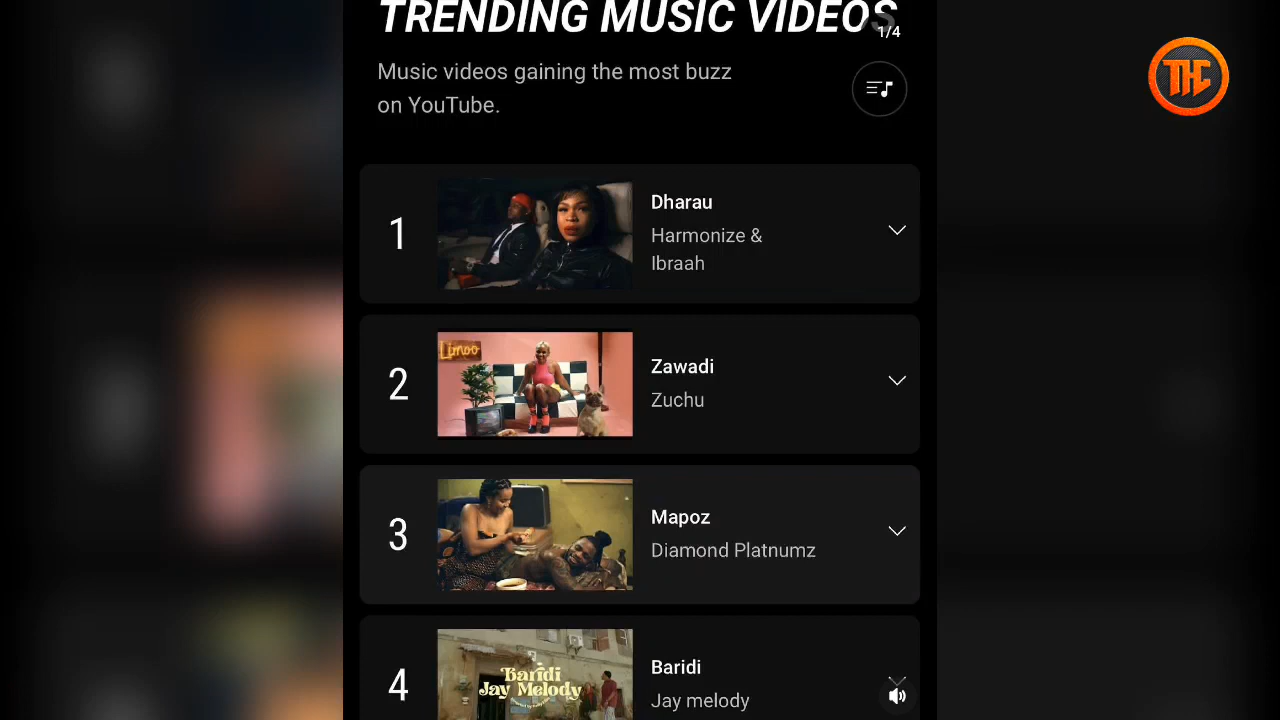 TRENDING MUSIC VIDEOS
1/4
Music videos gaining the most buzz
on YouTube.
THC
1
Dharau
Harmonize &
Ibraah
2
Limoo
Zawadi
Zuchu
3
Mapoz
Diamond Platnumz
4
Baridi
Jay Melody
Baridi
Jay melody